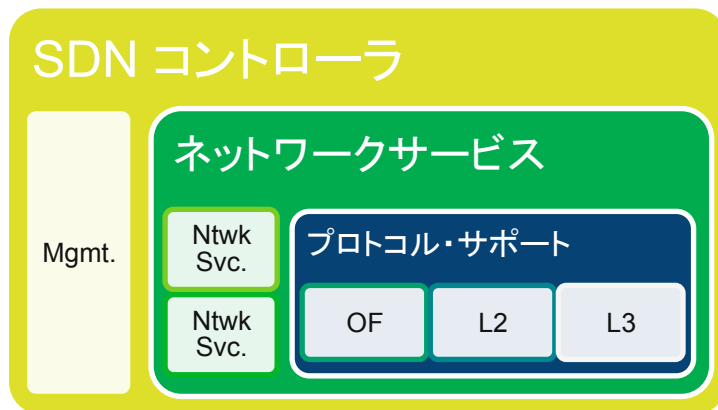 SDN コントローラ
ネットワークサービス
Mgmt.
Ntwk
Svc.
プロトコル・サポート
Ntwk
Svc.
OF
L2
L3